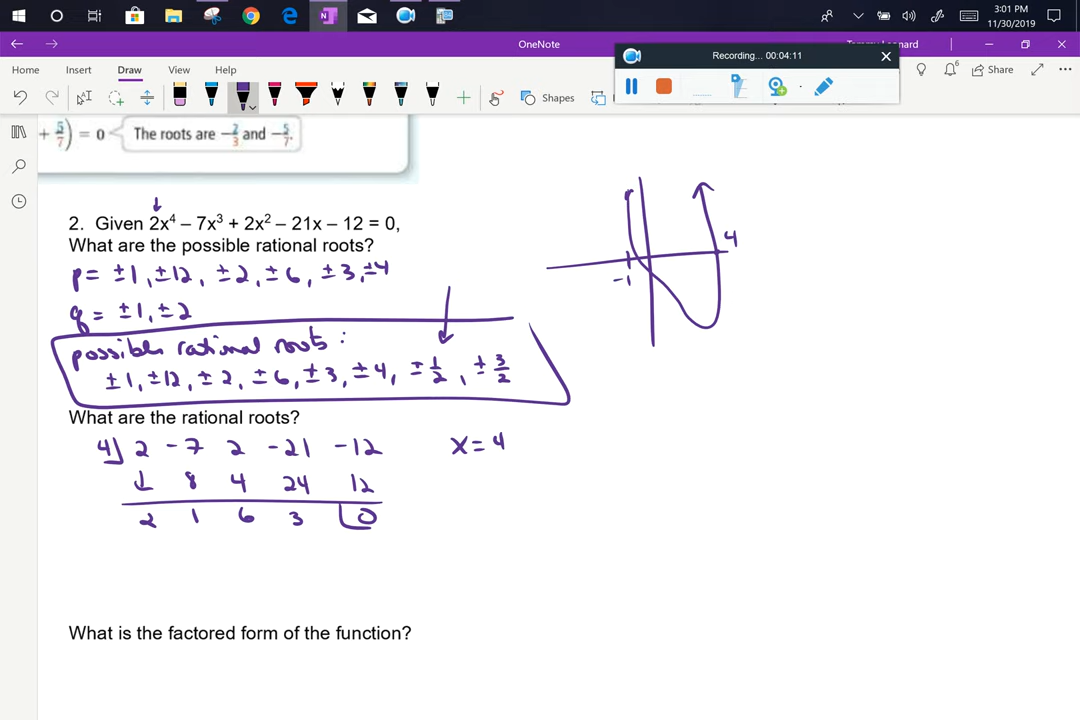 3:01 PM
11/30/2019
OneNote
Tommy Leonard
Recording... 00:04:11
Home Insert Draw View Help
Shapes
Share
+ 5/7) = 0 The roots are −2/3 and −5/7.
2. Given 2x⁴ – 7x³ + 2x² – 21x – 12 = 0,
What are the possible rational roots?
p= ±1, ±12, ±2, ±6, ±3, ±4
q= ±1, ±2
possible rational roots:
±1, ±12, ±2, ±6, ±3, ±4, ±1/2, ±3/2
What are the rational roots?
4) 2 -7 2 -21 -12 x=4
↓ 8 4 24 12
2 1 6 3 0
What is the factored form of the function?
4
-1